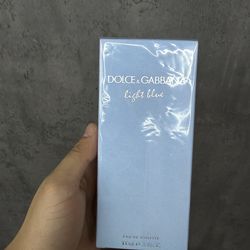 DOLCE & GABBANA
light blue
EAU DE TOILETTE